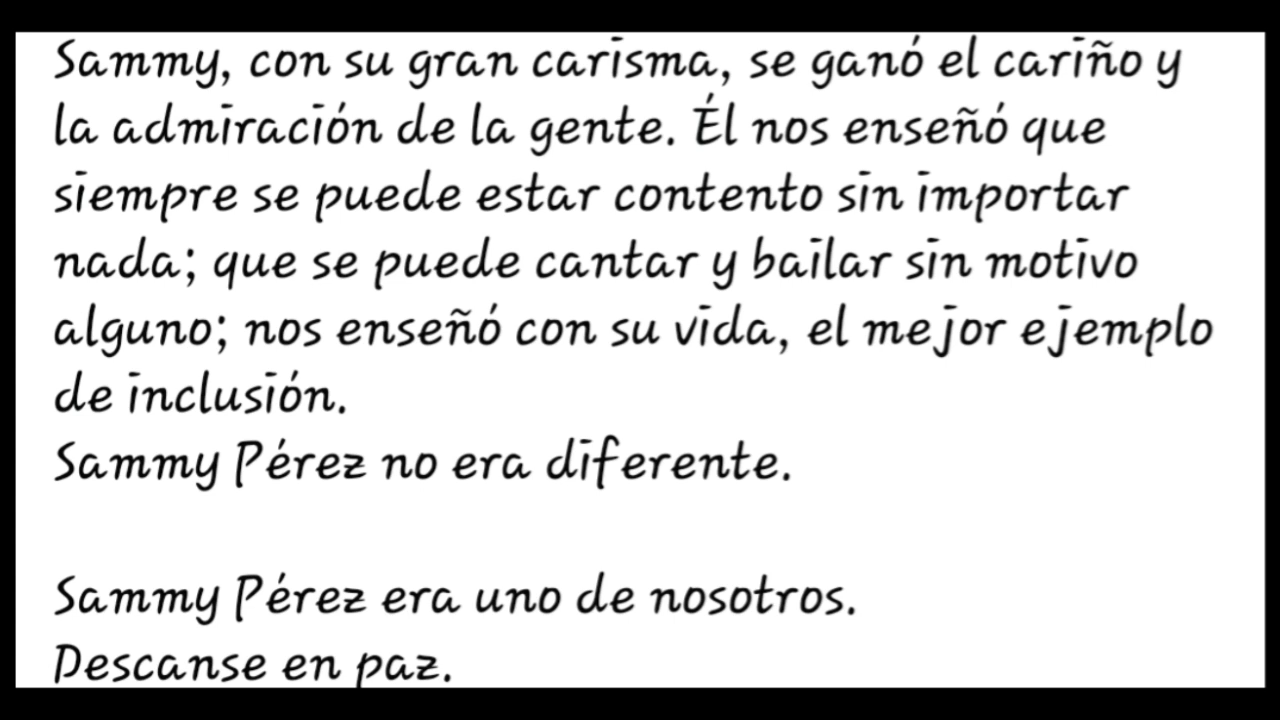 Sammy, con su gran carisma, se ganó el cariño y
la admiración de la gente. Él nos enseñó que
siempre se puede estar contento sin importar
nada; que se puede cantar y bailar sin motivo
alguno; nos enseñó con su vida, el mejor ejemplo
de inclusión.
Sammy Pérez no era diferente.
Sammy Pérez era uno de nosotros.
Descanse en paz.